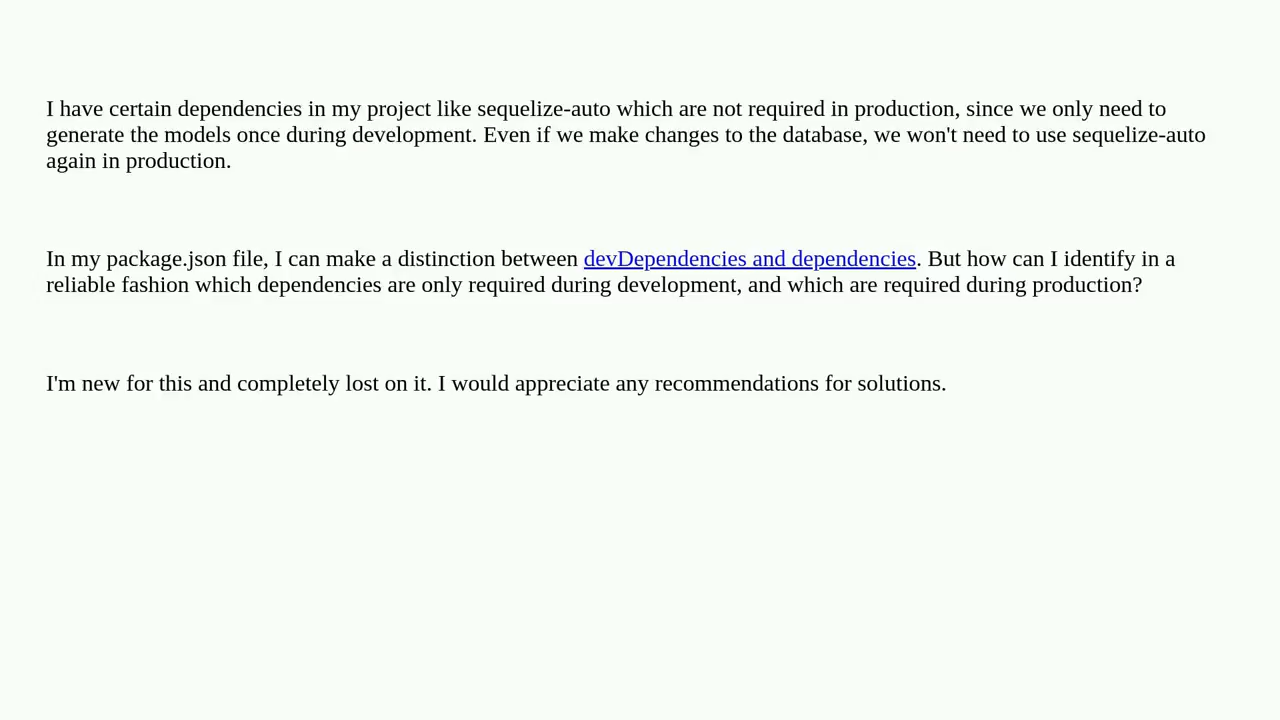 I have certain dependencies in my project like sequelize-auto which are not required in production, since we only need to
generate the models once during development. Even if we make changes to the database, we won't need to use sequelize-auto
again in production.
In my package.json file, I can make a distinction between devDependencies and dependencies. But how can I identify in a
reliable fashion which dependencies are only required during development, and which are required during production?
I'm new for this and completely lost on it. I would appreciate any recommendations for solutions.